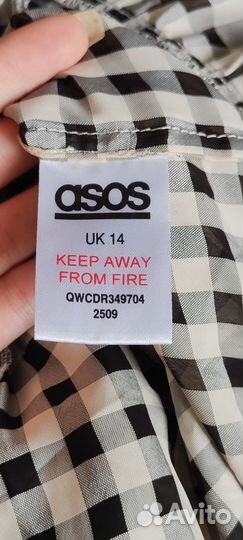 asos
UK 14
KEEP AWAY
FROM FIRE
QWCDR349704
2509
Avito